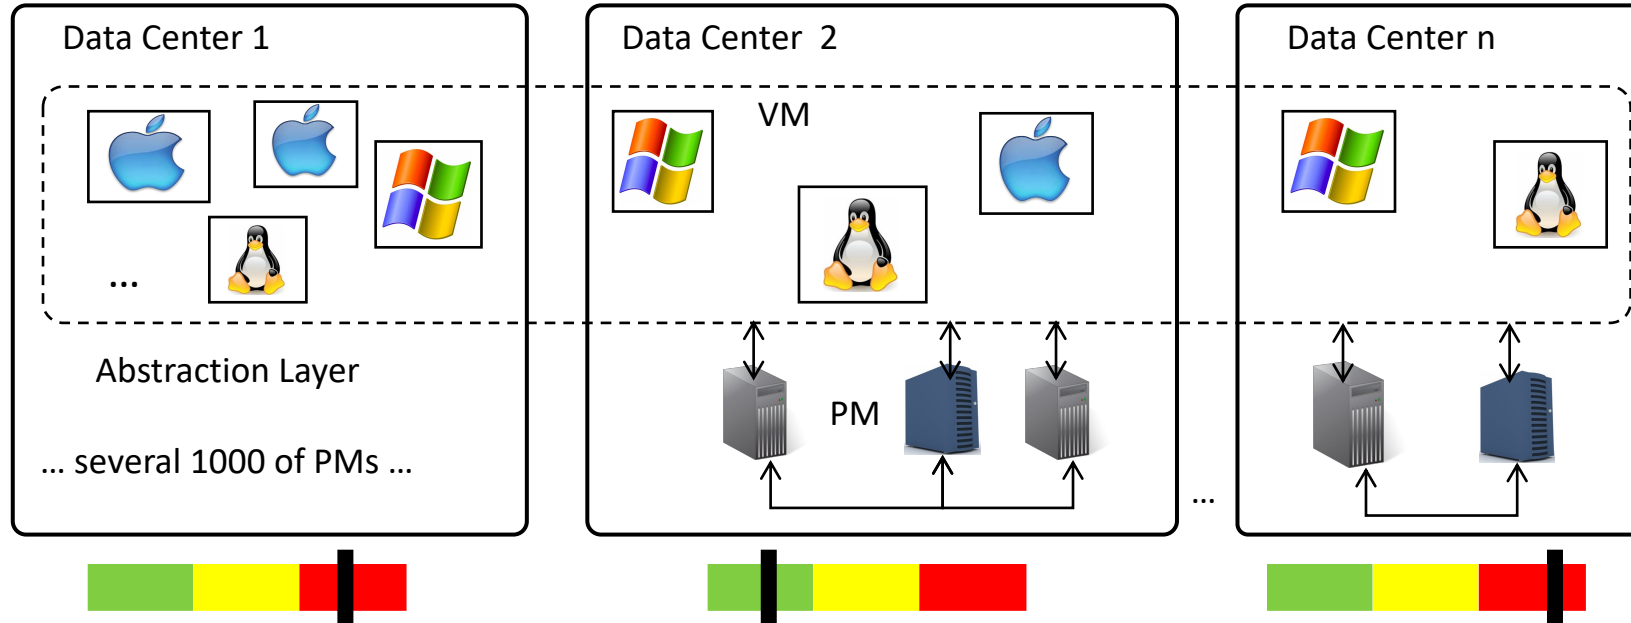 Data Center 1
...
Abstraction Layer
... several 1000 of PMs ...
Data Center 2
VM
PM
...
Data Center n